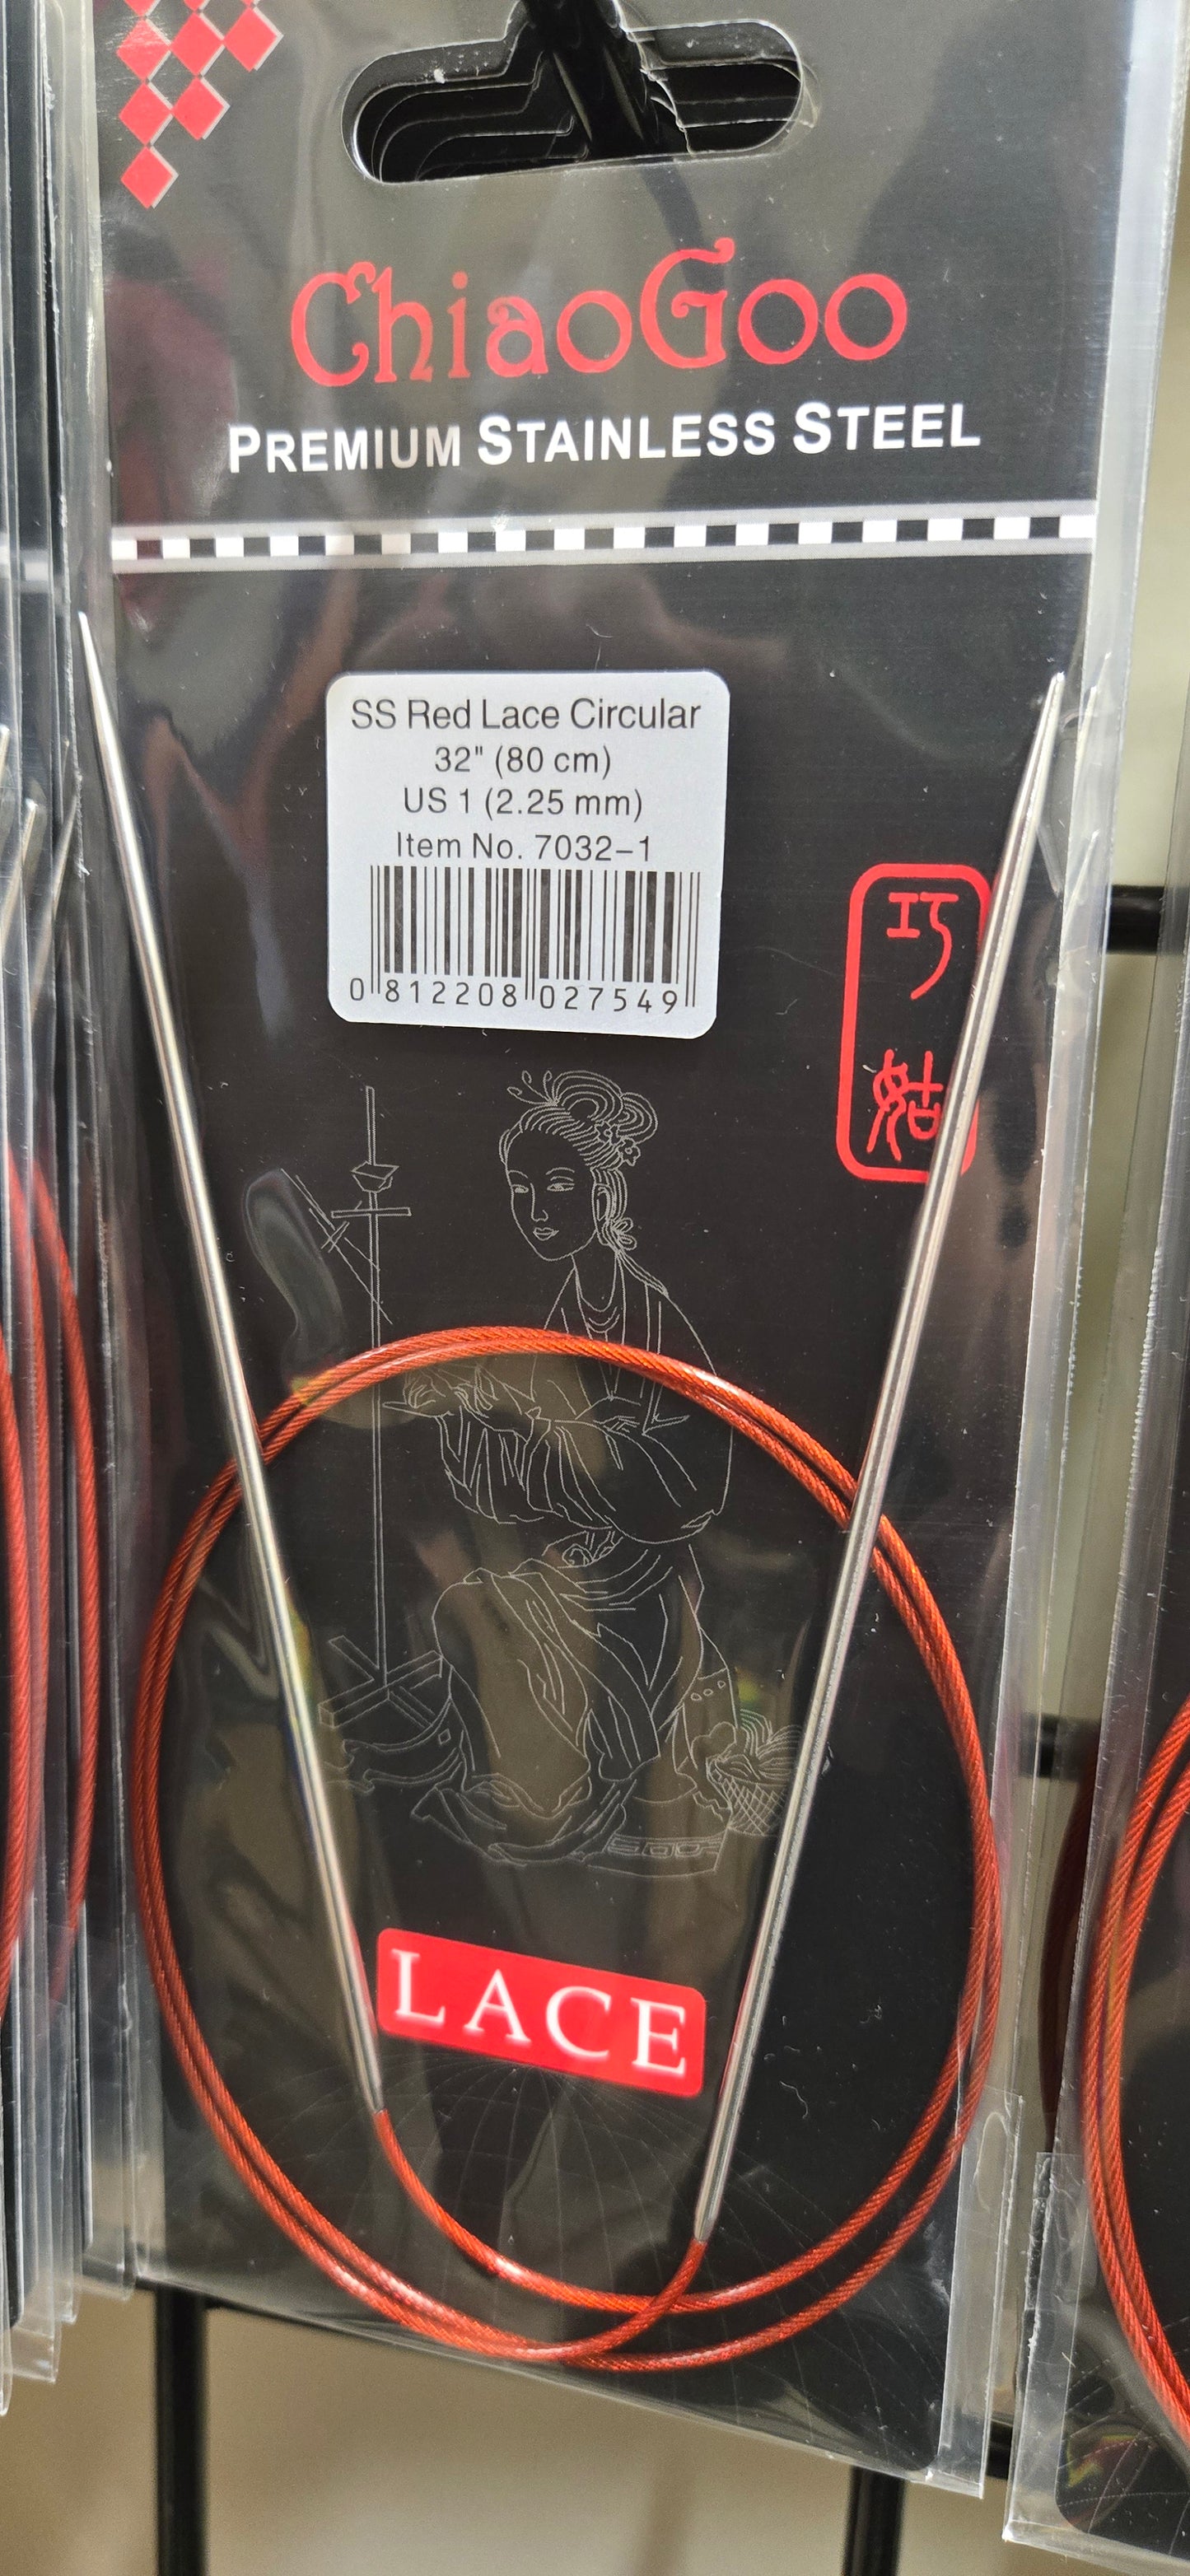 ChiaoGoo
PREMIUM STAINLESS STEEL
SS Red Lace Circular
32" (80 cm)
US 1 (2.25 mm)
Item No. 7032-1
0 812208 027549
巧
姑
LACE